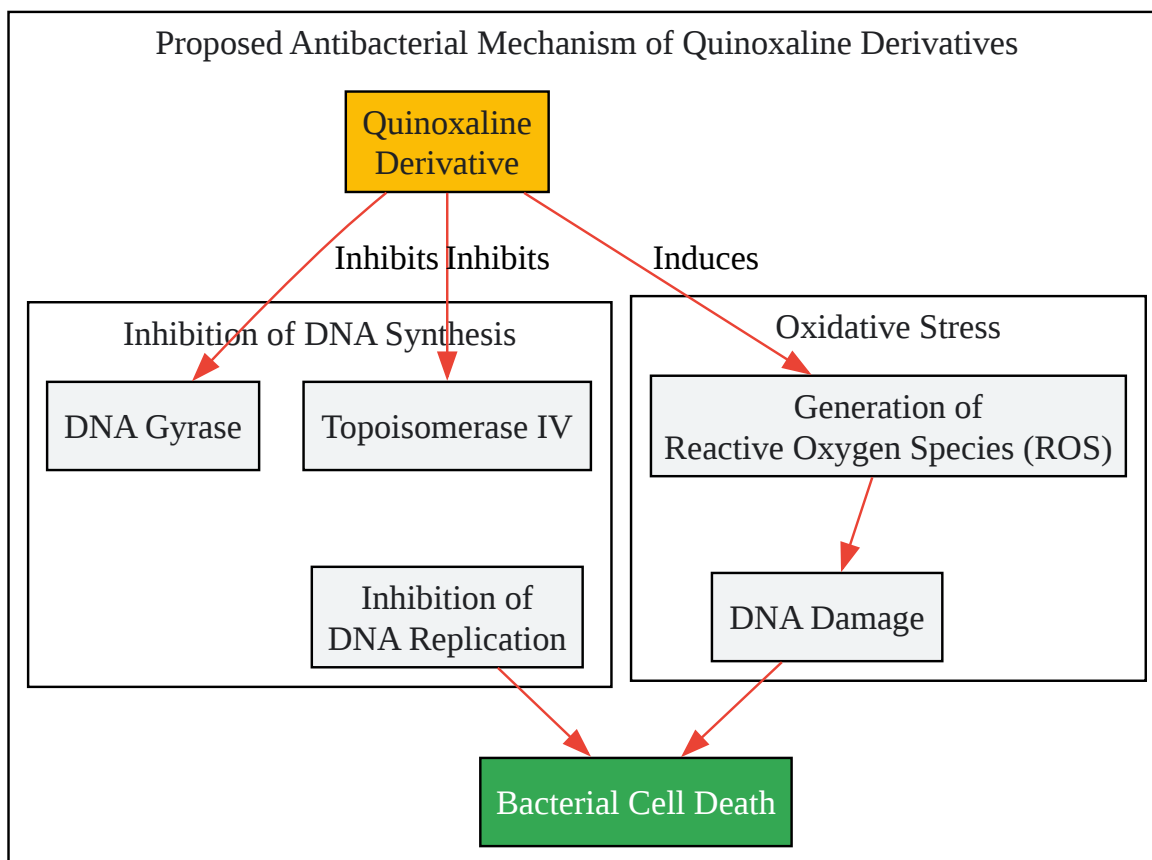 Proposed Antibacterial Mechanism of Quinoxaline Derivatives
Quinoxaline
Derivative
Inhibits
Inhibits
Induces
Inhibition of DNA Synthesis
Oxidative Stress
DNA Gyrase
Topoisomerase IV
Generation of
Reactive Oxygen Species (ROS)
Inhibition of
DNA Replication
DNA Damage
Bacterial Cell Death